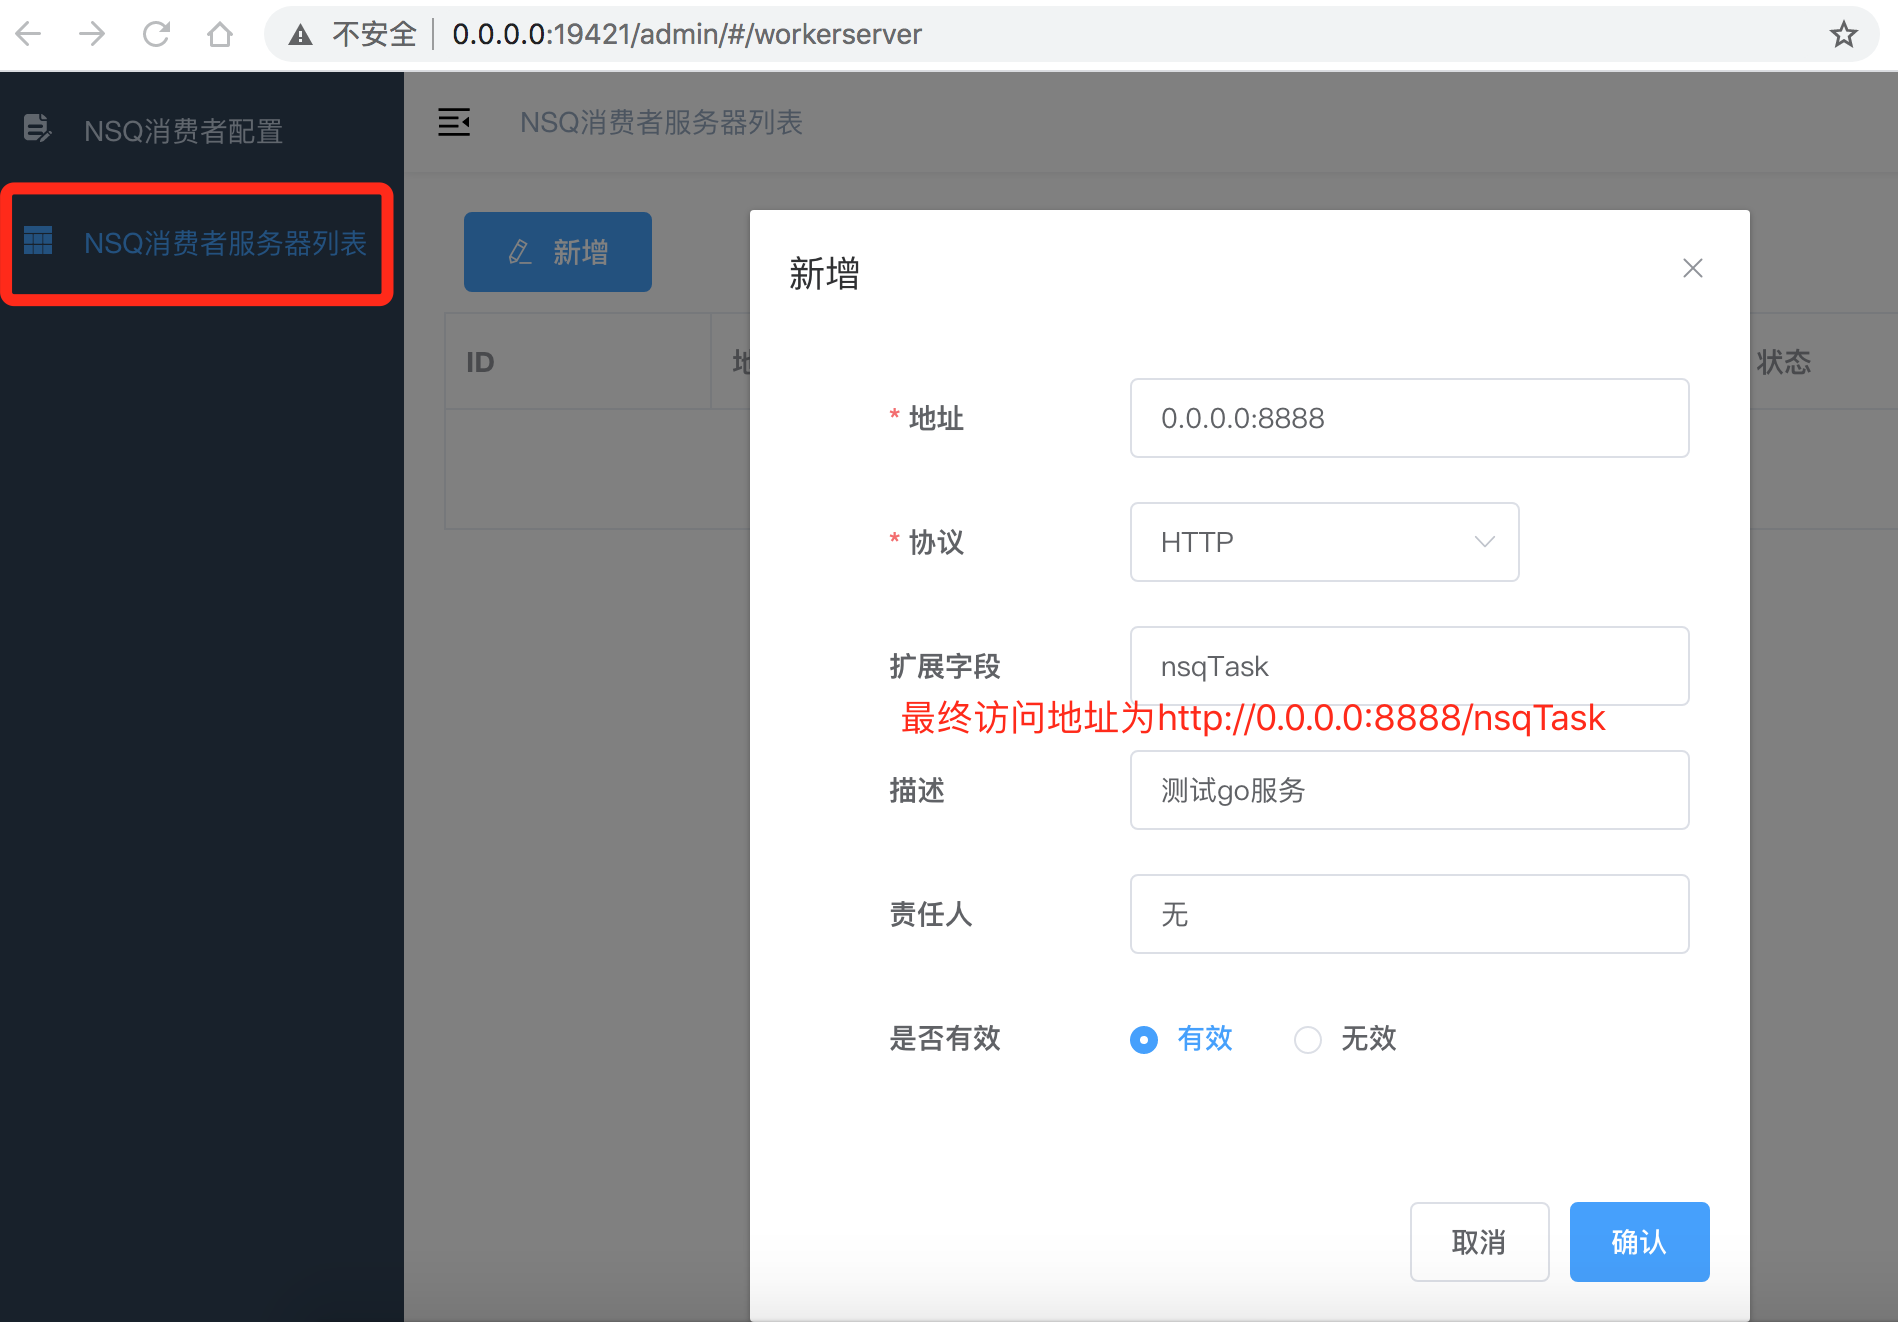 不安全 0.0.0.0:19421/admin/#/workerserver
NSQ消费者配置
NSQ消费者服务器列表
NSQ消费者服务器列表
新增
ID
状态
新增
* 地址 0.0.0.0:8888
* 协议 HTTP
扩展字段 nsqTask
最终访问地址为http://0.0.0.0:8888/nsqTask
描述 测试go服务
责任人 无
是否有效 有效 无效
取消 确认